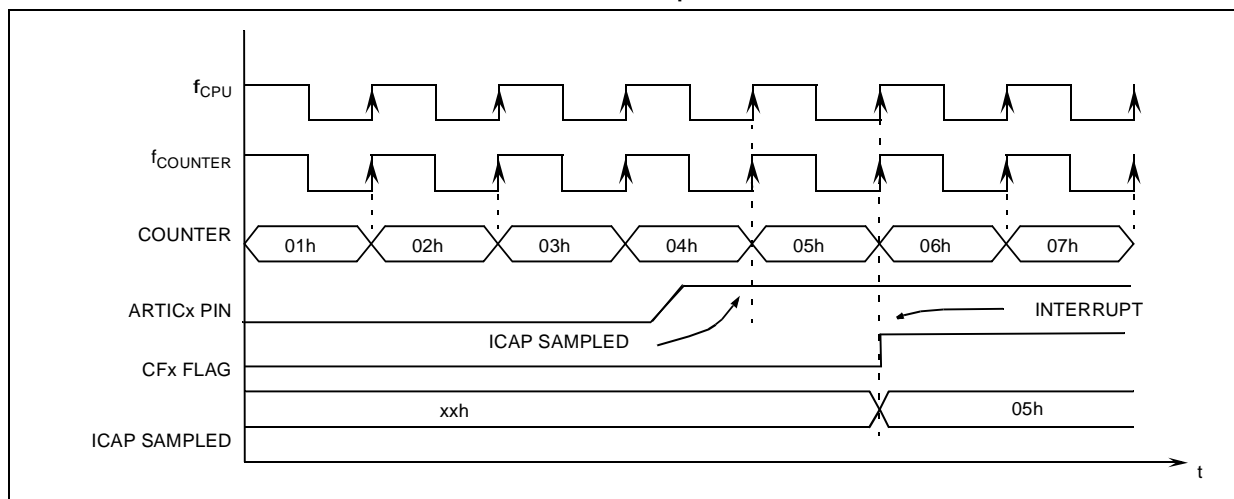 fCPU
fCOUNTER
COUNTER
01h 02h 03h 04h 05h 06h 07h
ARTICx PIN
INTERRUPT
ICAP SAMPLED
CFx FLAG
xxh 05h
ICAP SAMPLED
t